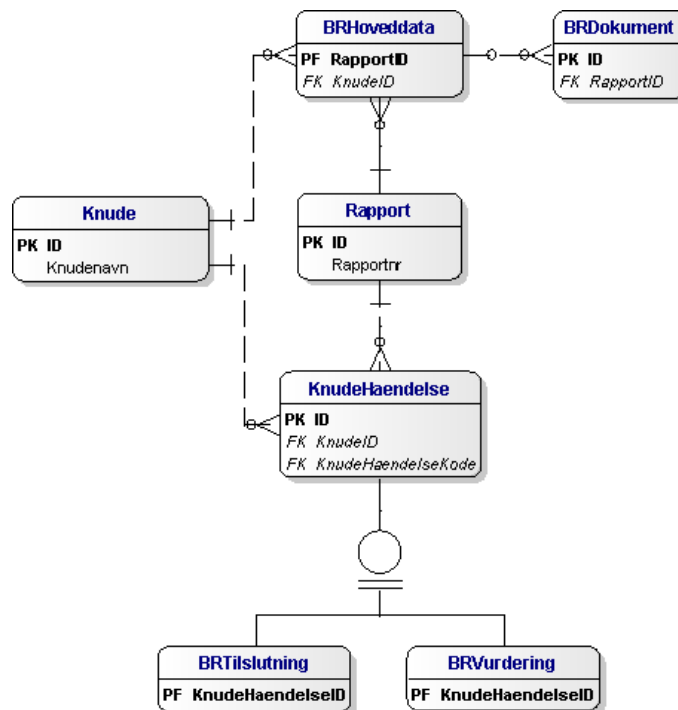 BRHoveddata
PF RapportID
FK KnudeID
BRDokument
PK ID
FK RapportID
Knude
PK ID
Knudenavn
Rapport
PK ID
Rapportnr
KnudeHaendelse
PK ID
FK KnudeID
FK KnudeHaendelseKode
BRTilslutning
PF KnudeHaendelseID
BRVurdering
PF KnudeHaendelseID